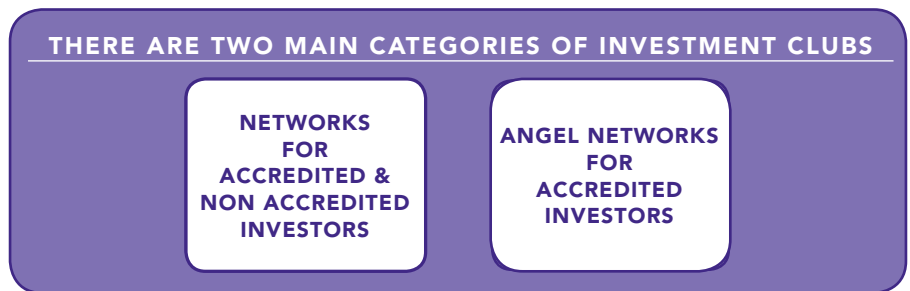 THERE ARE TWO MAIN CATEGORIES OF INVESTMENT CLUBS
NETWORKS
FOR
ACCREDITED &
NON ACCREDITED
INVESTORS
ANGEL NETWORKS
FOR
ACCREDITED
INVESTORS